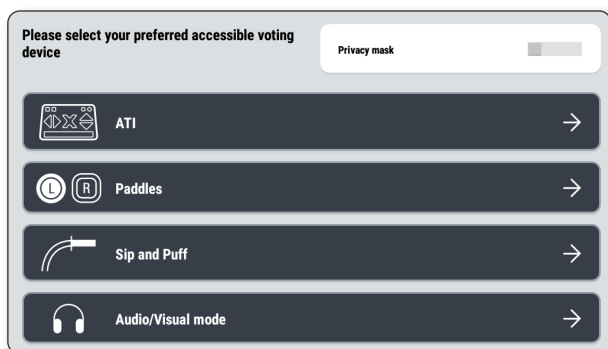 Please select your preferred accessible voting
device
Privacy mask
ATI
L R Paddles
Sip and Puff
Audio/Visual mode